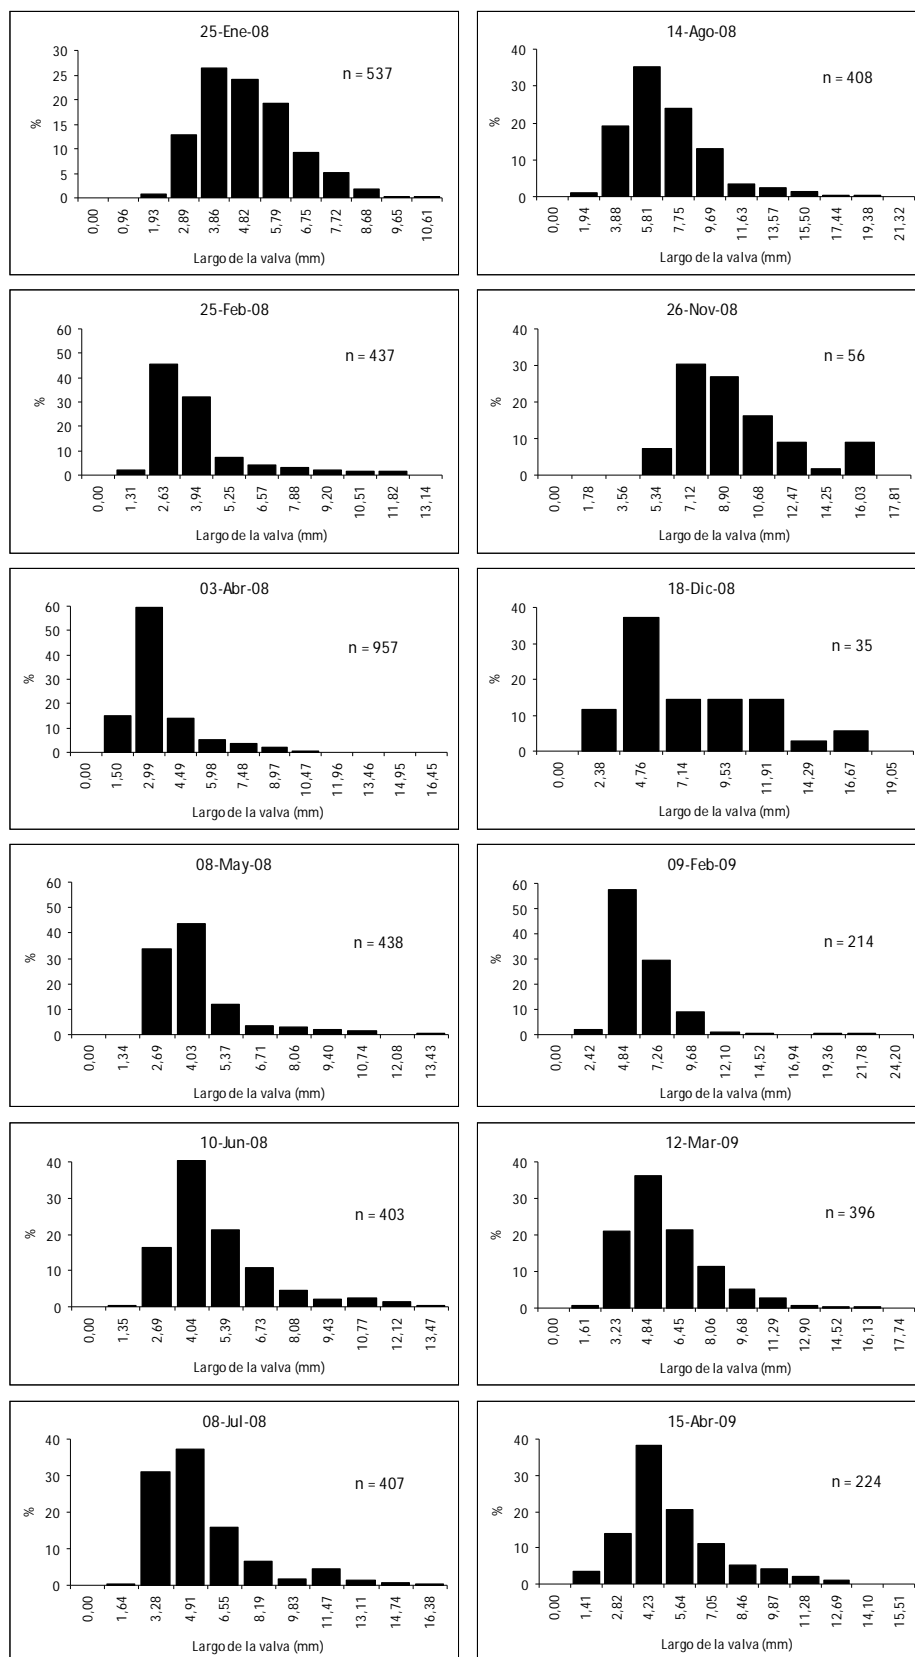 25-Ene-08
n = 537
%
30
25
20
15
10
5
0
0,00 0,96 1,93 2,89 3,86 4,82 5,79 6,75 7,72 8,68 9,65 10,61
Largo de la valva (mm)
14-Ago-08
n = 408
%
40
30
20
10
0
0,00 1,94 3,88 5,81 7,75 9,69 11,63 13,57 15,50 17,44 19,38 21,32
Largo de la valva (mm)
25-Feb-08
n = 437
%
60
50
40
30
20
10
0
0,00 1,31 2,63 3,94 5,25 6,57 7,88 9,20 10,51 11,82 13,14
Largo de la valva (mm)
26-Nov-08
n = 56
%
40
30
20
10
0
0,00 1,78 3,56 5,34 7,12 8,90 10,68 12,47 14,25 16,03 17,81
Largo de la valva (mm)
03-Abr-08
n = 957
%
60
50
40
30
20
10
0
0,00 1,50 2,99 4,49 5,98 7,48 8,97 10,47 11,96 13,46 14,95 16,45
Largo de la valva (mm)
18-Dic-08
n = 35
%
40
30
20
10
0
0,00 2,38 4,76 7,14 9,53 11,91 14,29 16,67 19,05
Largo de la valva (mm)
08-May-08
n = 438
%
60
50
40
30
20
10
0
0,00 1,34 2,69 4,03 5,37 6,71 8,06 9,40 10,74 12,08 13,43
Largo de la valva (mm)
09-Feb-09
n = 214
%
60
50
40
30
20
10
0
0,00 2,42 4,84 7,26 9,68 12,10 14,52 16,94 19,36 21,78 24,20
Largo de la valva (mm)
10-Jun-08
n = 403
%
40
30
20
10
0
0,00 1,35 2,69 4,04 5,39 6,73 8,08 9,43 10,77 12,12 13,47
Largo de la valva (mm)
12-Mar-09
n = 396
%
40
30
20
10
0
0,00 1,61 3,23 4,84 6,45 8,06 9,68 11,29 12,90 14,52 16,13 17,74
Largo de la valva (mm)
08-Jul-08
n = 407
%
40
30
20
10
0
0,00 1,64 3,28 4,91 6,55 8,19 9,83 11,47 13,11 14,74 16,38
Largo de la valva (mm)
15-Abr-09
n = 224
%
40
30
20
10
0
0,00 1,41 2,82 4,23 5,64 7,05 8,46 9,87 11,28 12,69 14,10 15,51
Largo de la valva (mm)